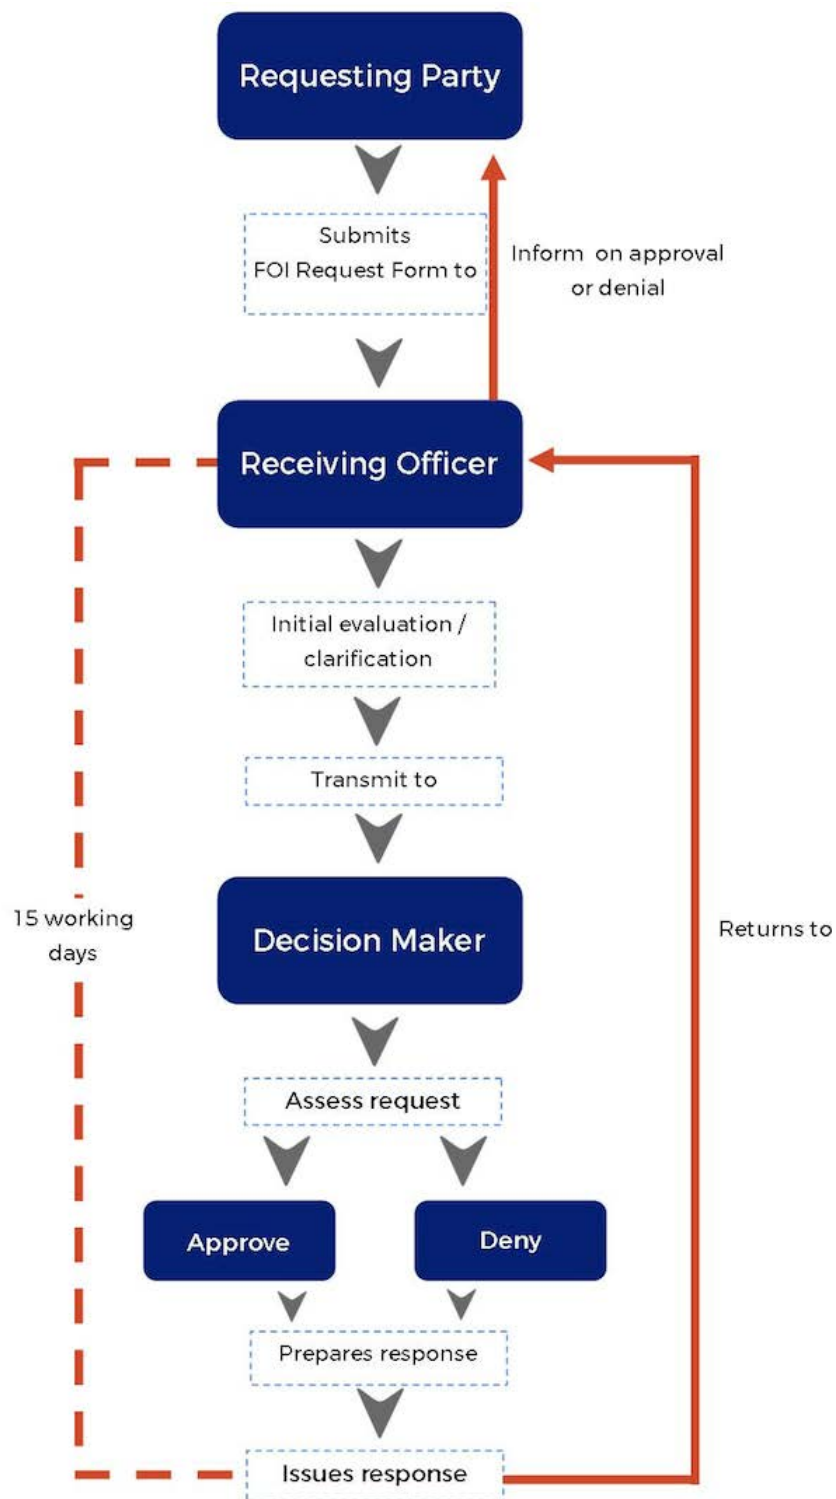 Requesting Party
Submits
FOI Request Form to
Inform on approval
or denial
Receiving Officer
Initial evaluation /
clarification
Transmit to
15 working
days
Decision Maker
Returns to
Assess request
Approve
Deny
Prepares response
Issues response